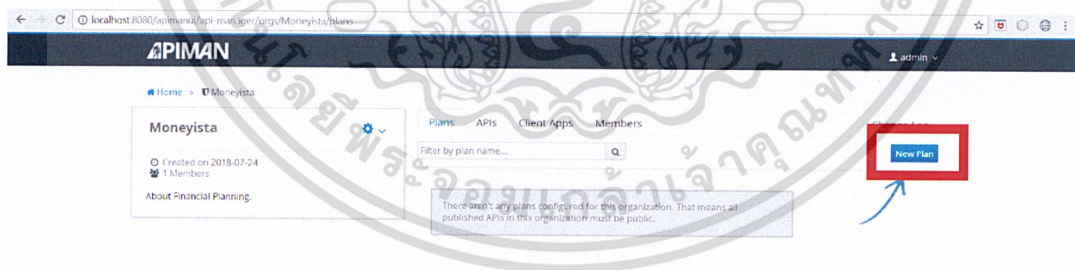 localhost:8080/apimanui/api-manager/orgs/Moneyista/plans
APIMAN
admin
Home » Moneyista
Moneyista
Created on 2018-07-24
1 Members
About Financial Planning.
Plans APIs Client Apps Members
Filter by plan name...
Change Log
New Plan
There aren't any plans configured for this organization. That means all
published APIs in this organization must be public.